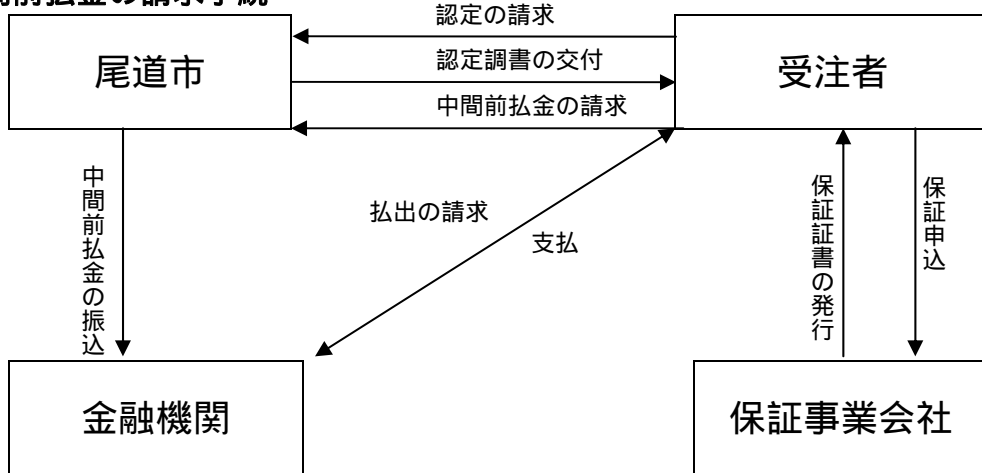 前払金の請求手続
認定の請求
尾道市
認定調書の交付
受注者
中間前払金の請求
中間前払金の振込
払出の請求
支払
保証証書の発行
保証申込
金融機関
保証事業会社